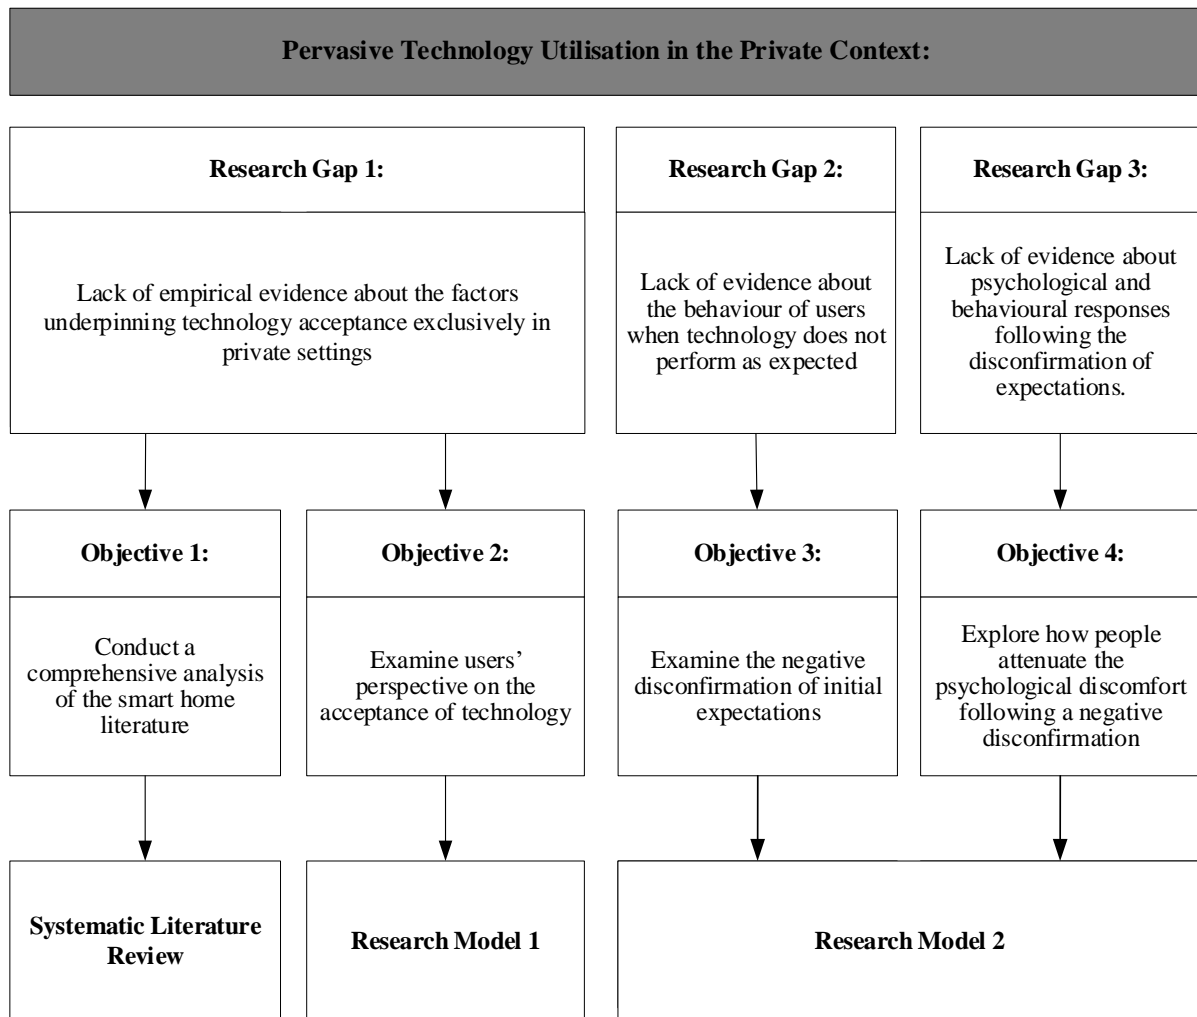 Pervasive Technology Utilisation in the Private Context:
Research Gap 1:
Lack of empirical evidence about the factors
underpinning technology acceptance exclusively in
private settings
Research Gap 2:
Lack of evidence about
the behaviour of users
when technology does not
perform as expected
Research Gap 3:
Lack of evidence about
psychological and
behavioural responses
following the
disconfirmation of
expectations.
Objective 1:
Conduct a
comprehensive analysis
of the smart home
literature
Objective 2:
Examine users’
perspective on the
acceptance of technology
Objective 3:
Examine the negative
disconfirmation of initial
expectations
Objective 4:
Explore how people
attenuate the
psychological discomfort
following a negative
disconfirmation
Systematic Literature
Review
Research Model 1
Research Model 2